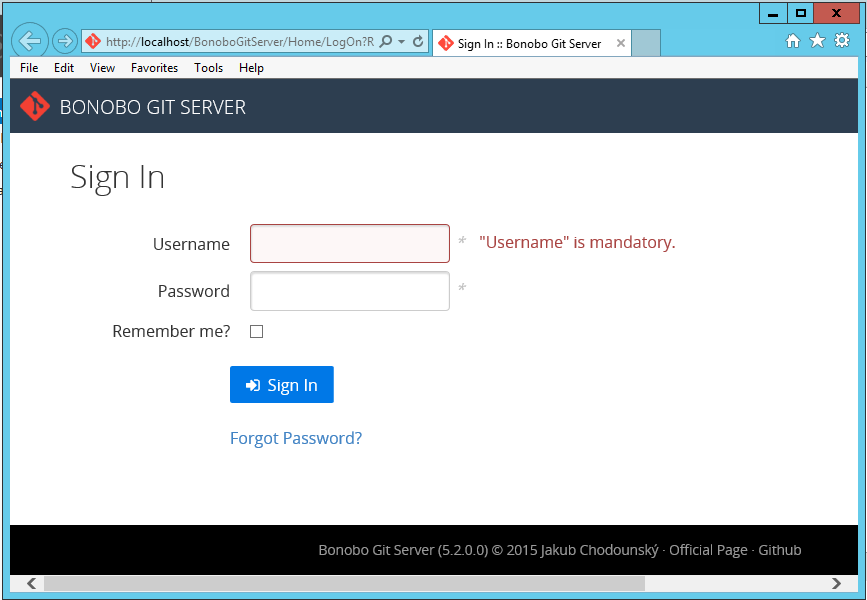 http://localhost/BonoboGitServer/Home/LogOn?R
Sign In :: Bonobo Git Server
File Edit View Favorites Tools Help
BONOBO GIT SERVER
Sign In
Username * "Username" is mandatory.
Password *
Remember me?
Sign In
Forgot Password?
Bonobo Git Server (5.2.0.0) © 2015 Jakub Chodounský · Official Page · Github